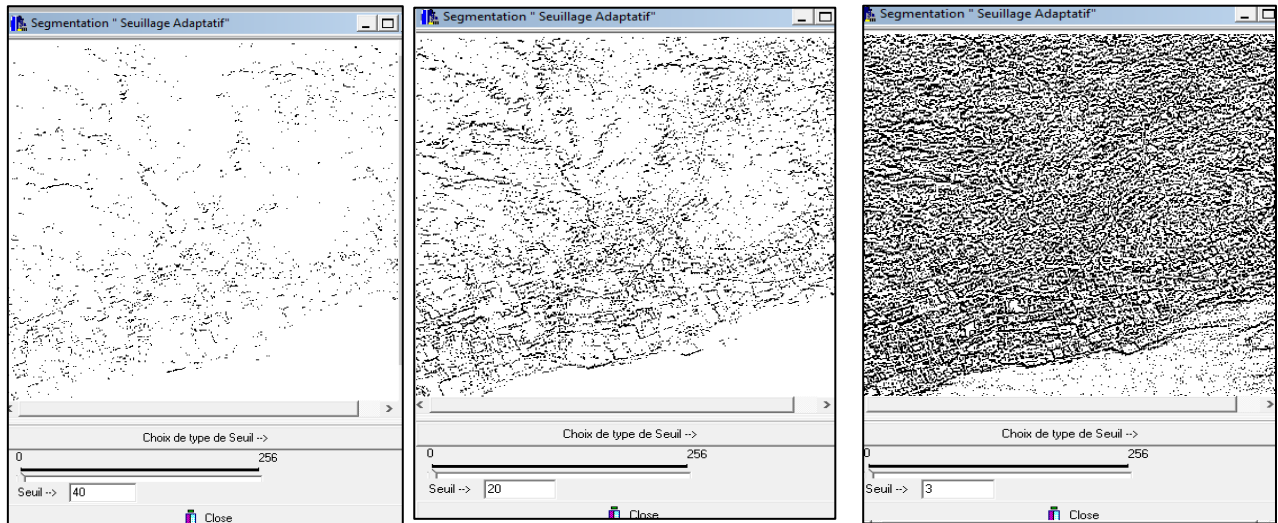 Segmentation " Seuillage Adaptatif"
Choix de type de Seuil -->
0 256
Seuil --> 40
Close
Segmentation " Seuillage Adaptatif"
Choix de type de Seuil -->
0 256
Seuil --> 20
Close
Segmentation " Seuillage Adaptatif"
Choix de type de Seuil -->
0 256
Seuil --> 3
Close